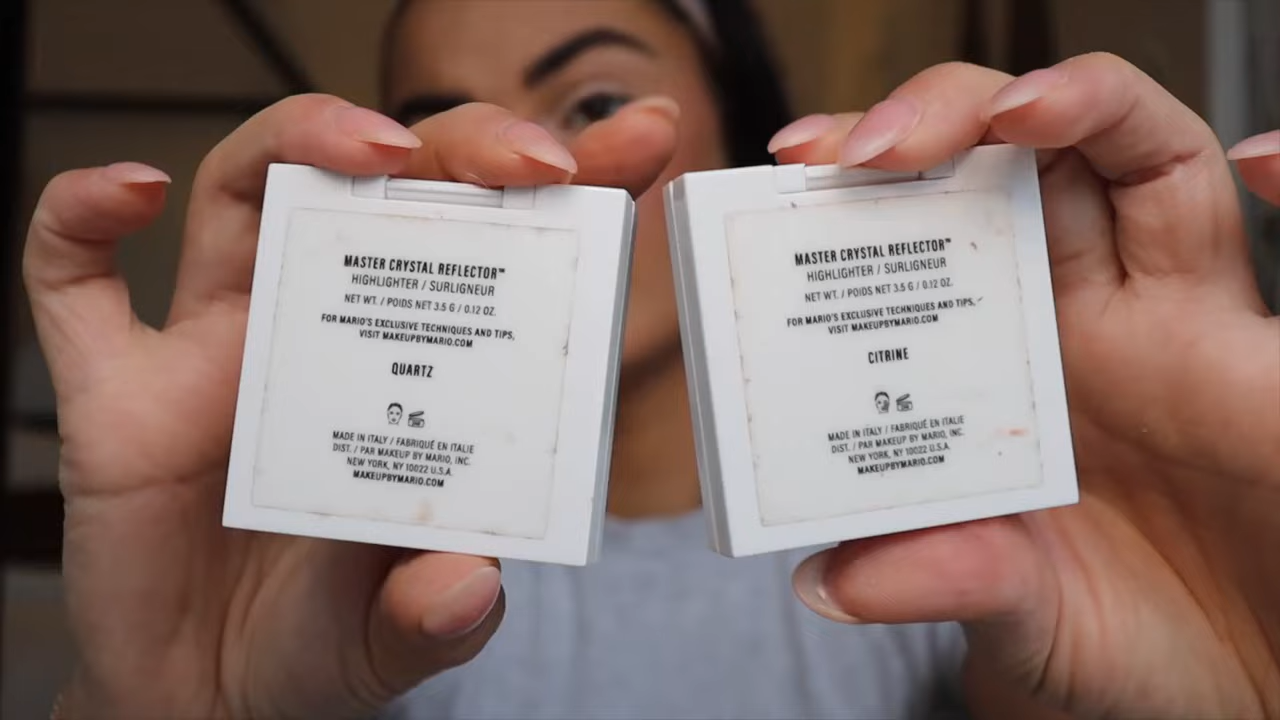 MASTER CRYSTAL REFLECTOR™
HIGHLIGHTER / SURLIGNEUR
NET WT. / POIDS NET 3.5 G / 0.12 OZ.
FOR MARIO'S EXCLUSIVE TECHNIQUES AND TIPS,
VISIT MAKEUPBYMARIO.COM
QUARTZ
MADE IN ITALY / FABRIQUÉ EN ITALIE
DIST. / PAR MAKEUP BY MARIO, INC.
NEW YORK, NY 10022 U.S.A.
MAKEUPBYMARIO.COM
MASTER CRYSTAL REFLECTOR™
HIGHLIGHTER / SURLIGNEUR
NET WT. / POIDS NET 3.5 G / 0.12 OZ.
FOR MARIO'S EXCLUSIVE TECHNIQUES AND TIPS,
VISIT MAKEUPBYMARIO.COM
CITRINE
MADE IN ITALY / FABRIQUÉ EN ITALIE
DIST. / PAR MAKEUP BY MARIO, INC.
NEW YORK, NY 10022 U.S.A.
MAKEUPBYMARIO.COM